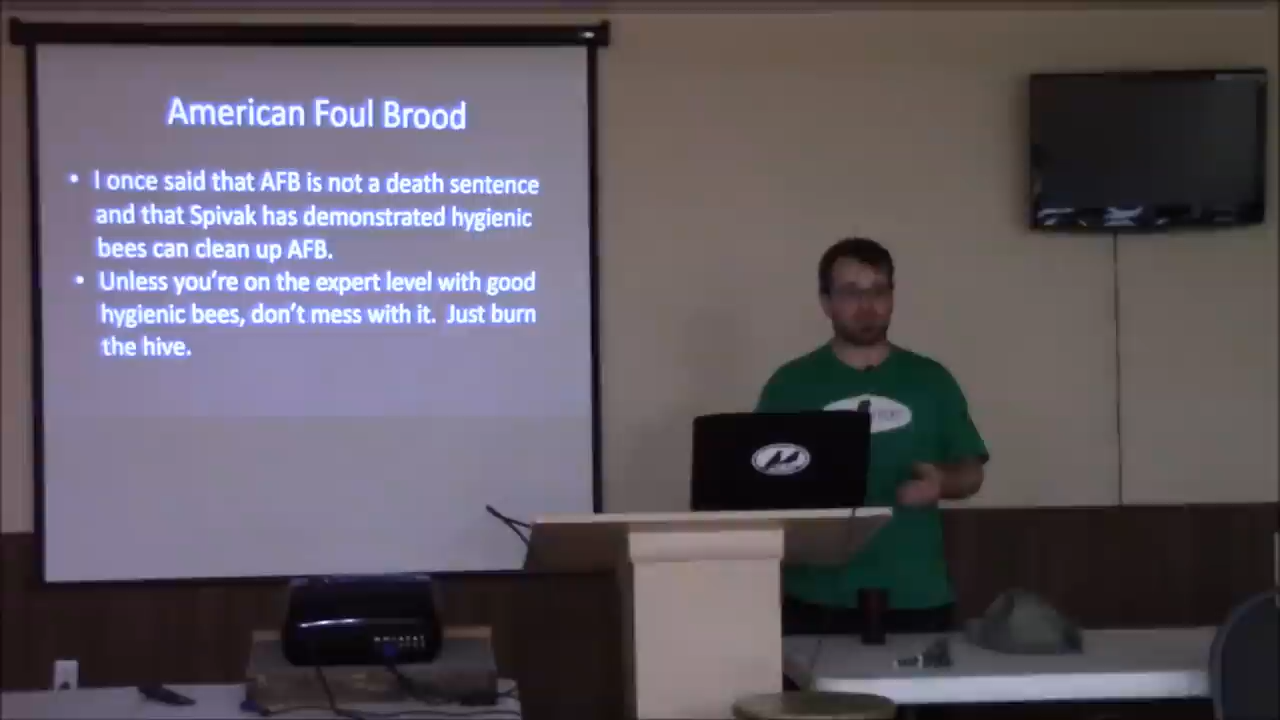 American Foul Brood
• I once said that AFB is not a death sentence
and that Spivak has demonstrated hygienic
bees can clean up AFB.
• Unless you're on the expert level with good
hygienic bees, don't mess with it.  Just burn
the hive.